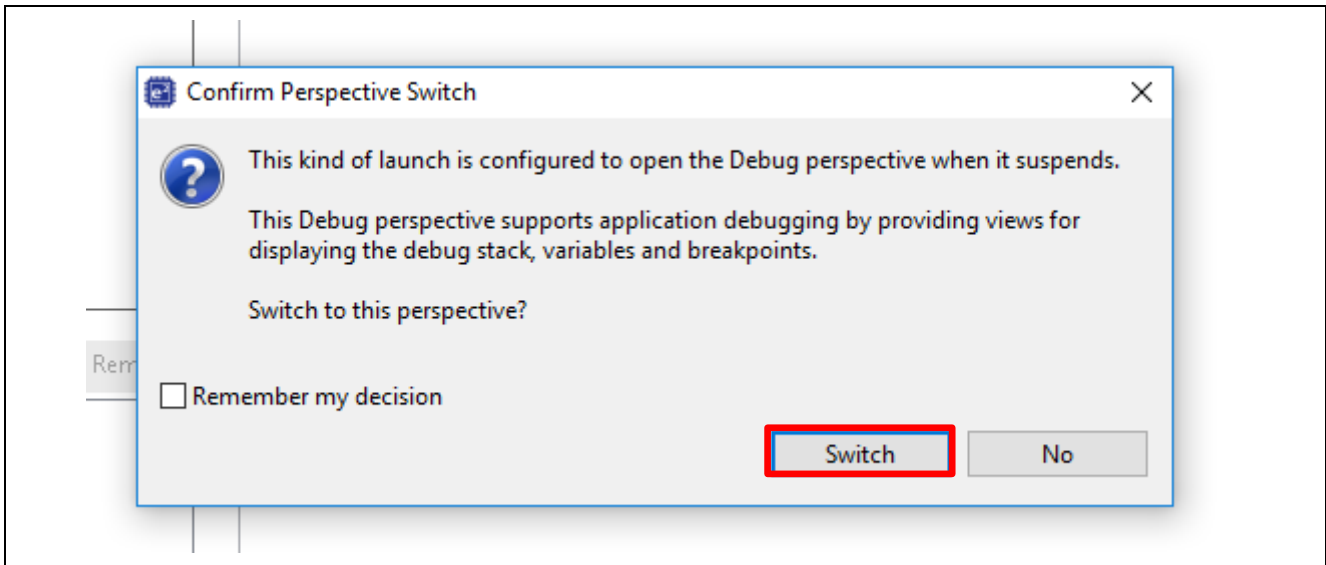 Confirm Perspective Switch
This kind of launch is configured to open the Debug perspective when it suspends.
This Debug perspective supports application debugging by providing views for
displaying the debug stack, variables and breakpoints.
Switch to this perspective?
Rem
Remember my decision
Switch
No